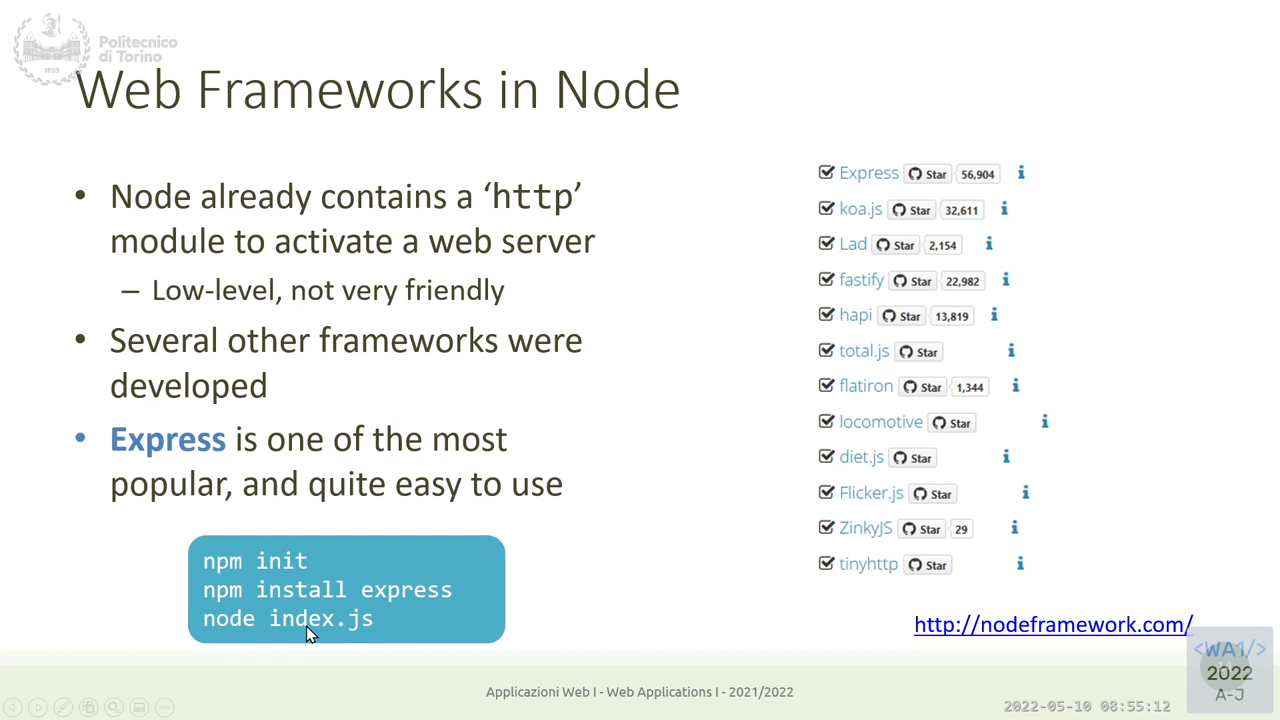 Politecnico
di Torino
1859
Web Frameworks in Node
• Node already contains a ‘http’
module to activate a web server
– Low-level, not very friendly
• Several other frameworks were
developed
• Express is one of the most
popular, and quite easy to use
npm init
npm install express
node index.js
Express Star 56,904
koa.js Star 32,611
Lad Star 2,154
fastify Star 22,982
hapi Star 13,819
total.js Star
flatiron Star 1,344
locomotive Star
diet.js Star
Flicker.js Star
ZinkyJS Star 29
tinyhttp Star
http://nodeframework.com/
<WA1/>
2022
A-J
Applicazioni Web I - Web Applications I - 2021/2022
2022-05-10 08:55:12